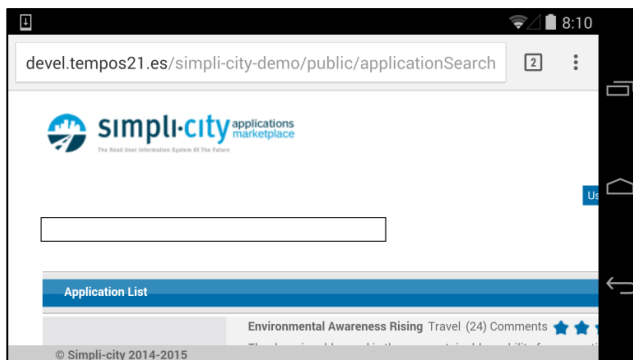 8:10
devel.tempos21.es/simpli-city-demo/public/applicationSearch
2
simpli-city applications
marketplace
The Road User Information System Of The Future
Us
Application List
Environmental Awareness Rising Travel (24) Comments
© Simpli-city 2014-2015